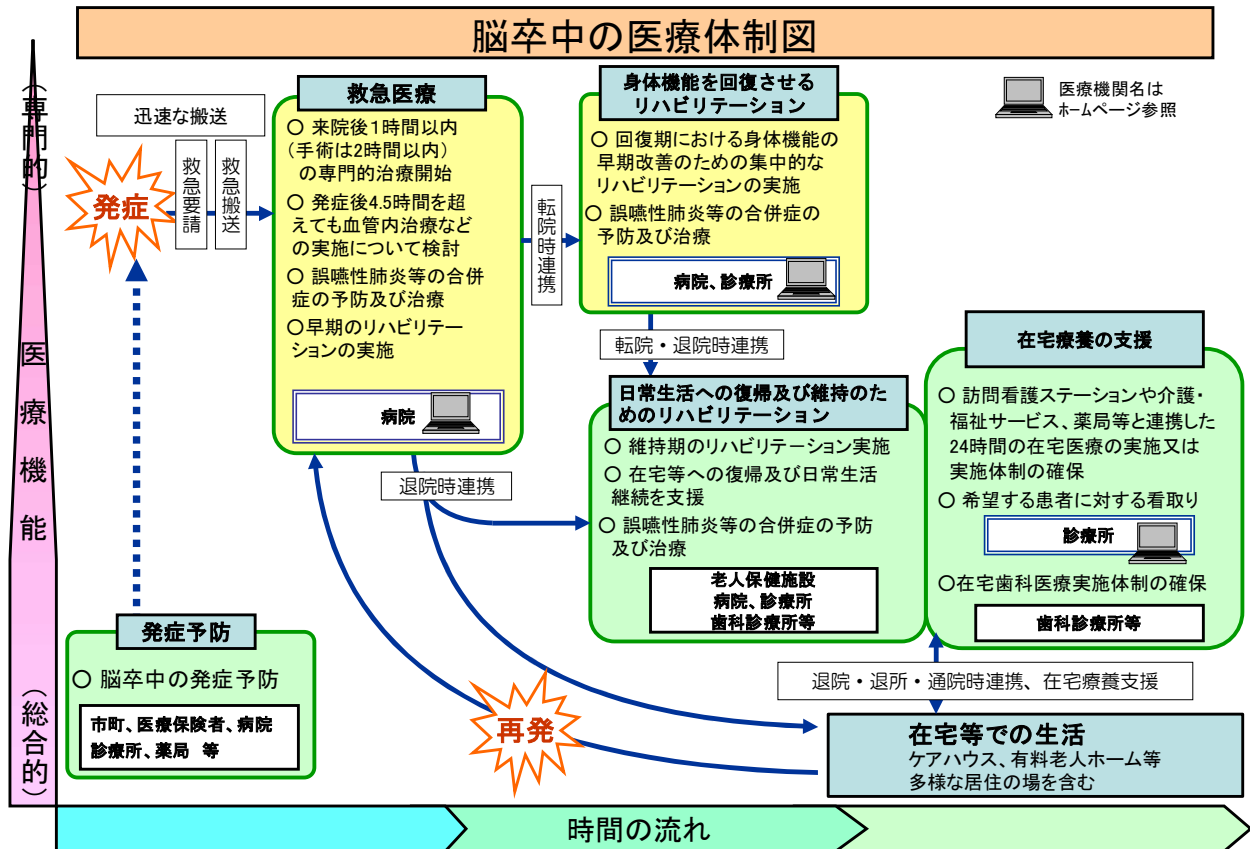 脳卒中の医療体制図
(専門的)
医療機能
(総合的)
迅速な搬送
発症
救急要請
救急搬送
救急医療
○ 来院後1時間以内
(手術は2時間以内)
の専門的治療開始
○ 発症後4.5時間を超
えても血管内治療など
の実施について検討
○ 誤嚥性肺炎等の合併
症の予防及び治療
○早期のリハビリテー
ションの実施
病院
転院時連携
身体機能を回復させる
リハビリテーション
○ 回復期における身体機能の
早期改善のための集中的な
リハビリテーションの実施
○ 誤嚥性肺炎等の合併症の
予防及び治療
病院、診療所
医療機関名は
ホームページ参照
転院・退院時連携
退院時連携
日常生活への復帰及び維持のた
めのリハビリテーション
○ 維持期のリハビリテーション実施
○ 在宅等への復帰及び日常生活
継続を支援
○ 誤嚥性肺炎等の合併症の予防
及び治療
老人保健施設
病院、診療所
歯科診療所等
在宅療養の支援
○ 訪問看護ステーションや介護・
福祉サービス、薬局等と連携した
24時間の在宅医療の実施又は
実施体制の確保
○ 希望する患者に対する看取り
診療所
○在宅歯科医療実施体制の確保
歯科診療所等
発症予防
○ 脳卒中の発症予防
市町、医療保険者、病院
診療所、薬局 等
再発
退院・退所・通院時連携、在宅療養支援
在宅等での生活
ケアハウス、有料老人ホーム等
多様な居住の場を含む
時間の流れ